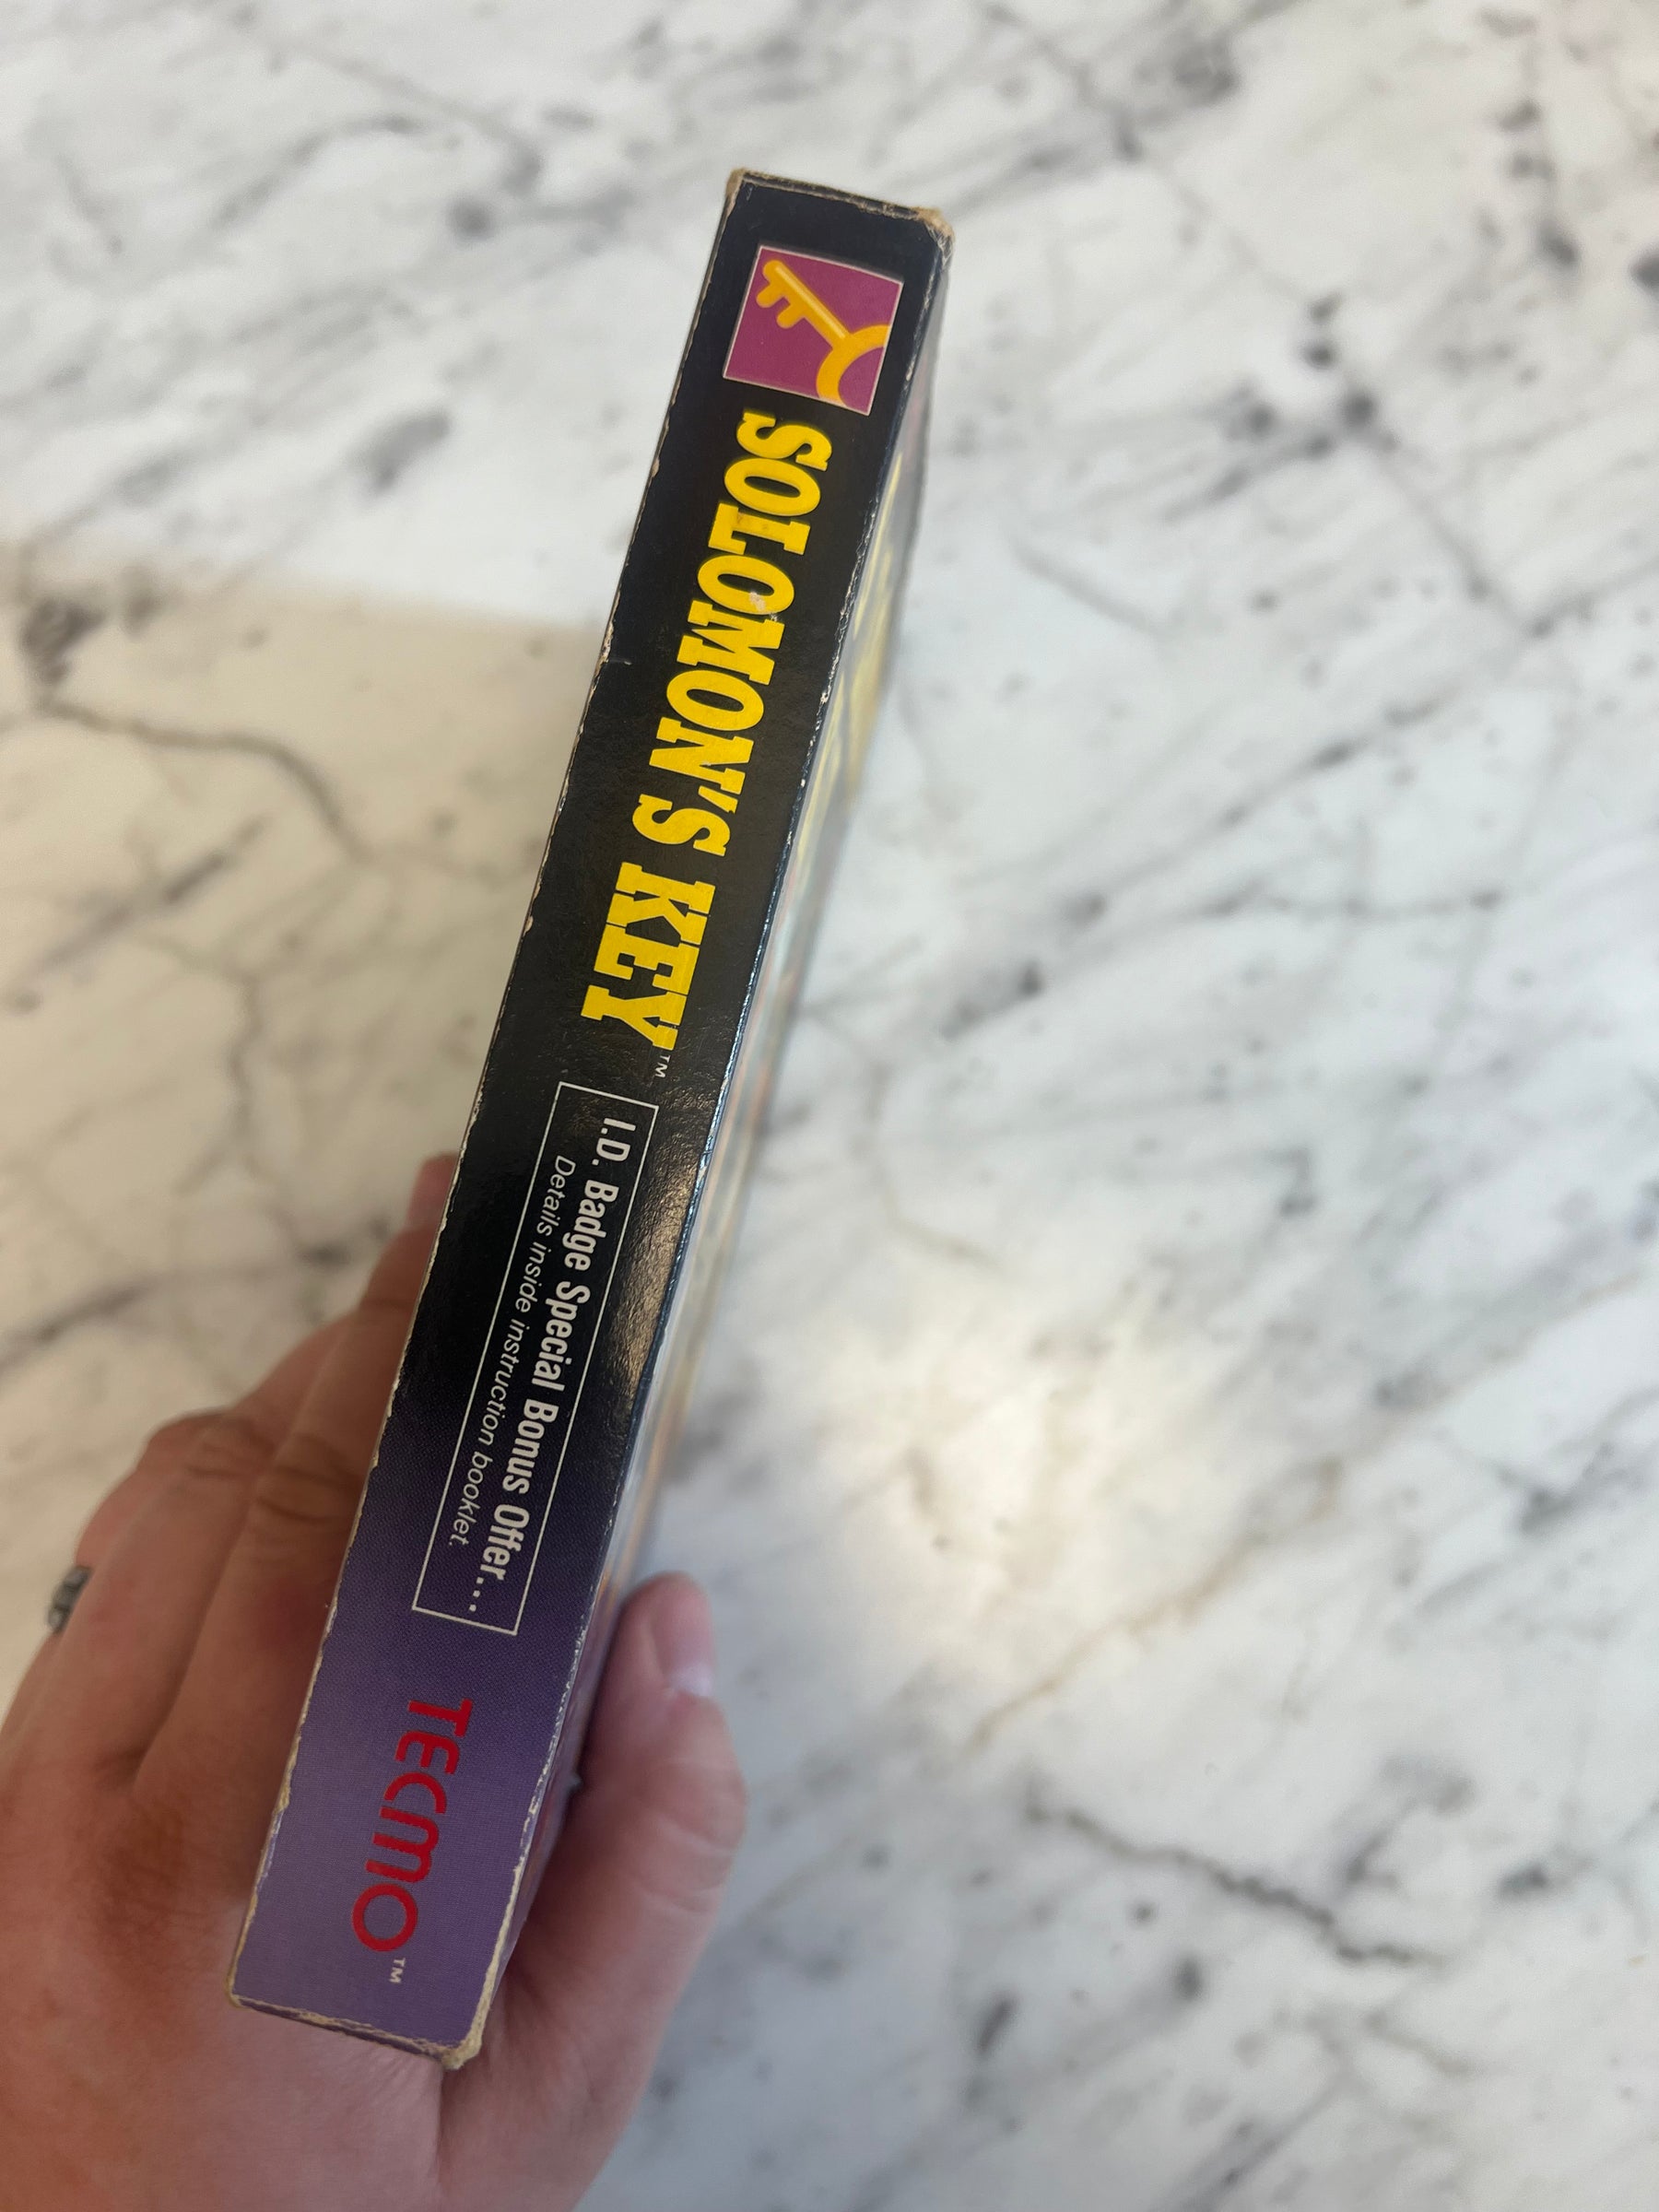 SOLOMON'S KEY™
I.D. Badge Special Bonus Offer...
Details inside instruction booklet.
TECMO™